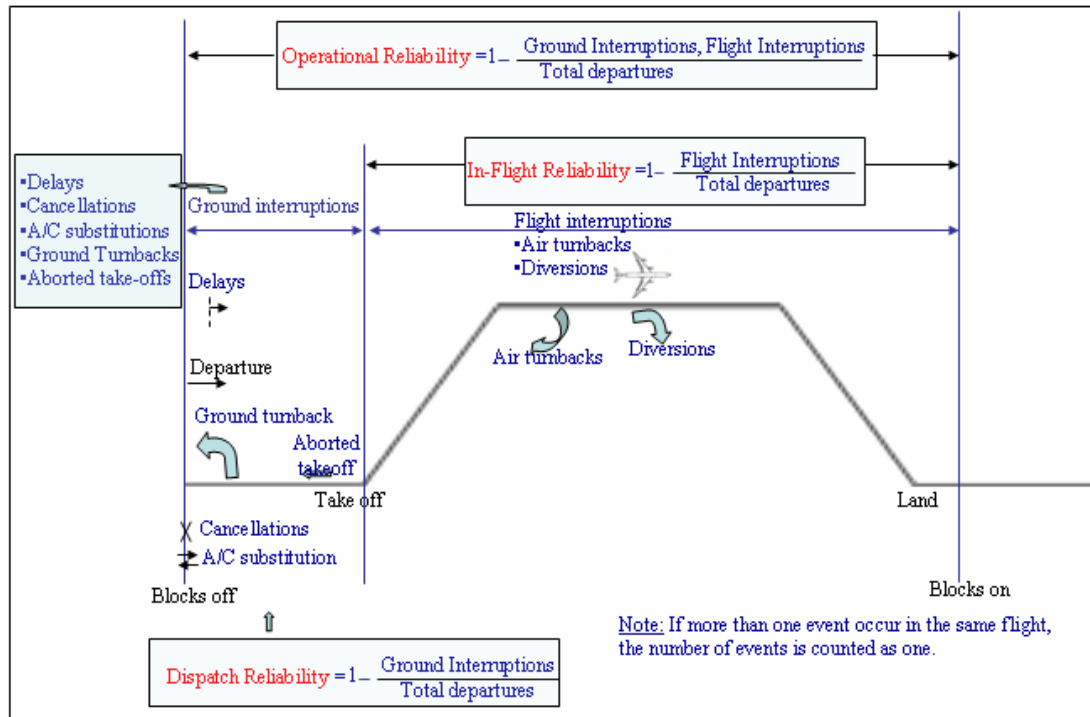 Operational Reliability =1– Ground Interruptions, Flight Interruptions
Total departures
In-Flight Reliability =1– Flight Interruptions
Total departures
▪Delays
▪Cancellations
▪A/C substitutions
▪Ground Turnbacks
▪Aborted take-offs
Ground interruptions
Flight interruptions
▪Air turnbacks
▪Diversions
Delays
Air turnbacks
Diversions
Departure
Ground turnback
Aborted
takeoff
Take off
Land
Cancellations
A/C substitution
Blocks off
Blocks on
Note: If more than one event occur in the same flight,
the number of events is counted as one.
Dispatch Reliability =1– Ground Interruptions
Total departures